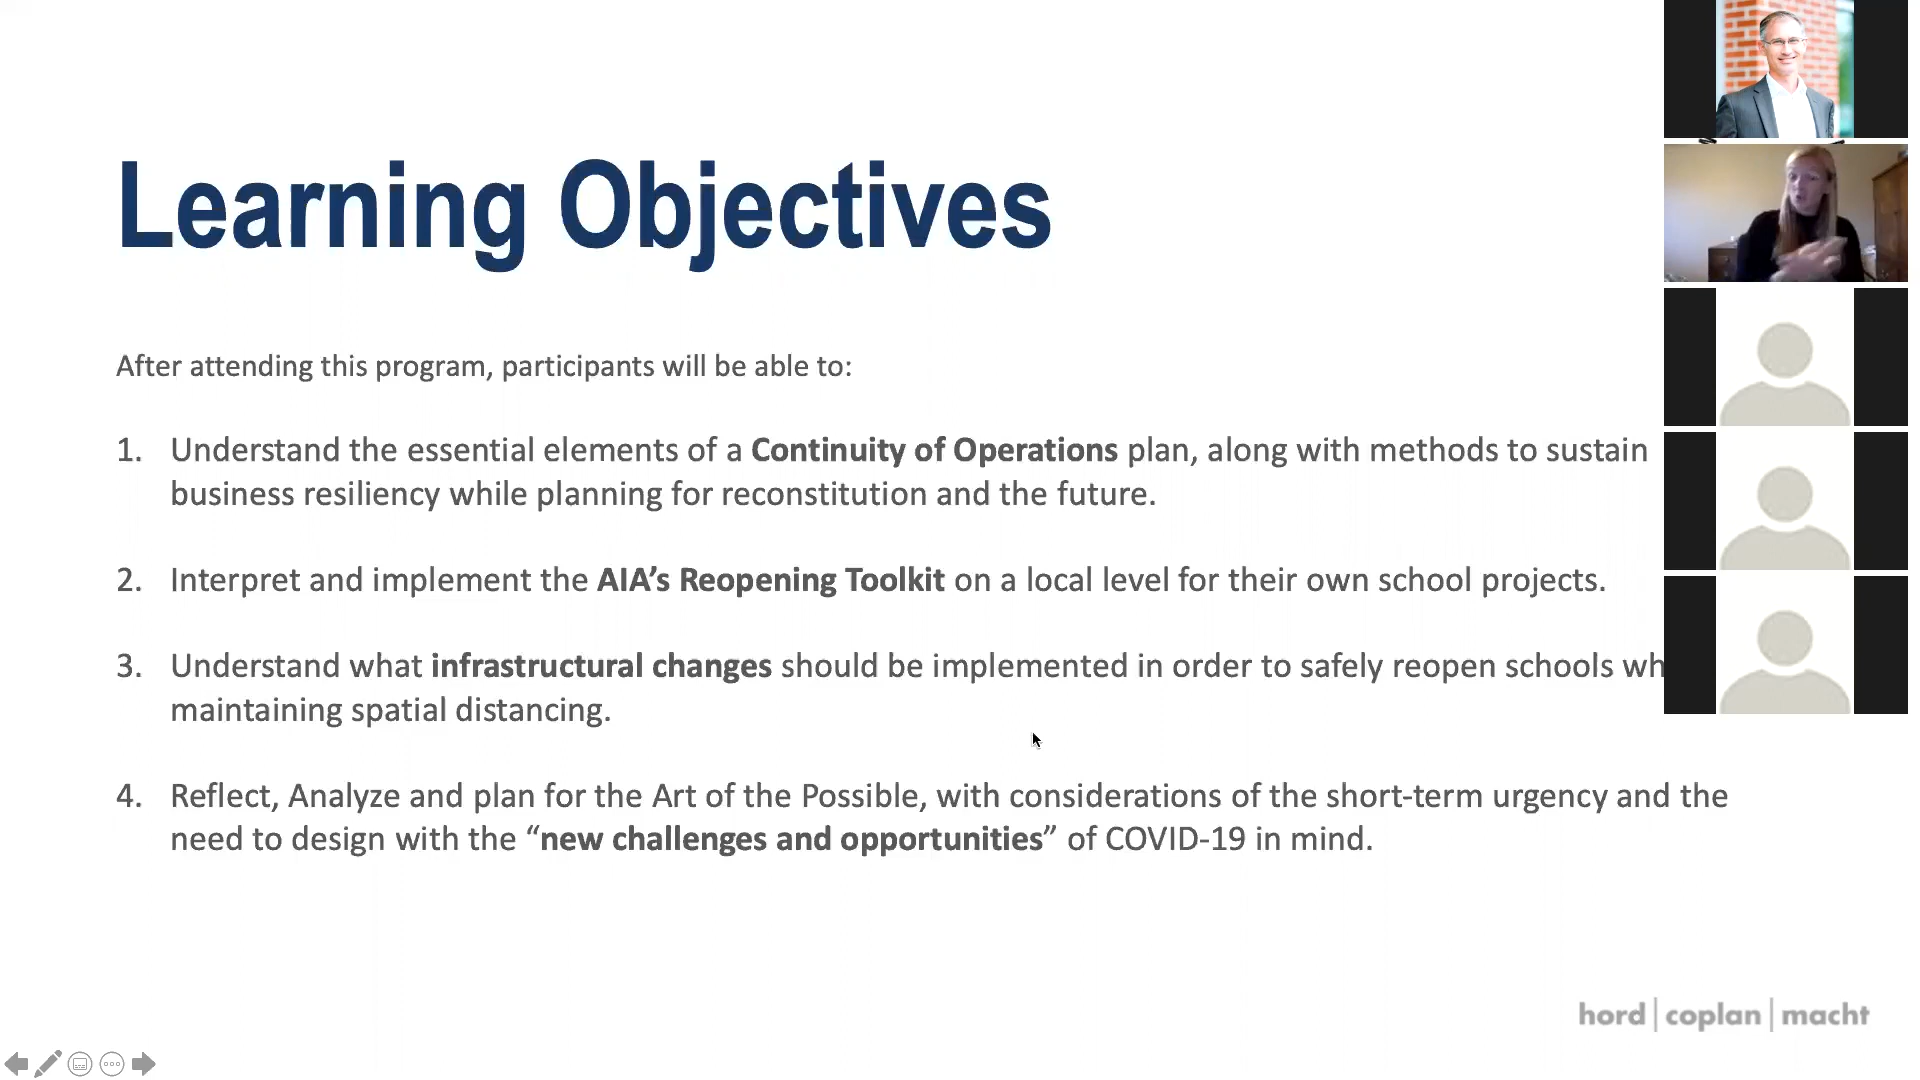 Learning Objectives
After attending this program, participants will be able to:
1. Understand the essential elements of a Continuity of Operations plan, along with methods to sustain
business resiliency while planning for reconstitution and the future.
2. Interpret and implement the AIA’s Reopening Toolkit on a local level for their own school projects.
3. Understand what infrastructural changes should be implemented in order to safely reopen schools wh
maintaining spatial distancing.
4. Reflect, Analyze and plan for the Art of the Possible, with considerations of the short-term urgency and the
need to design with the “new challenges and opportunities” of COVID-19 in mind.
hord | coplan | macht